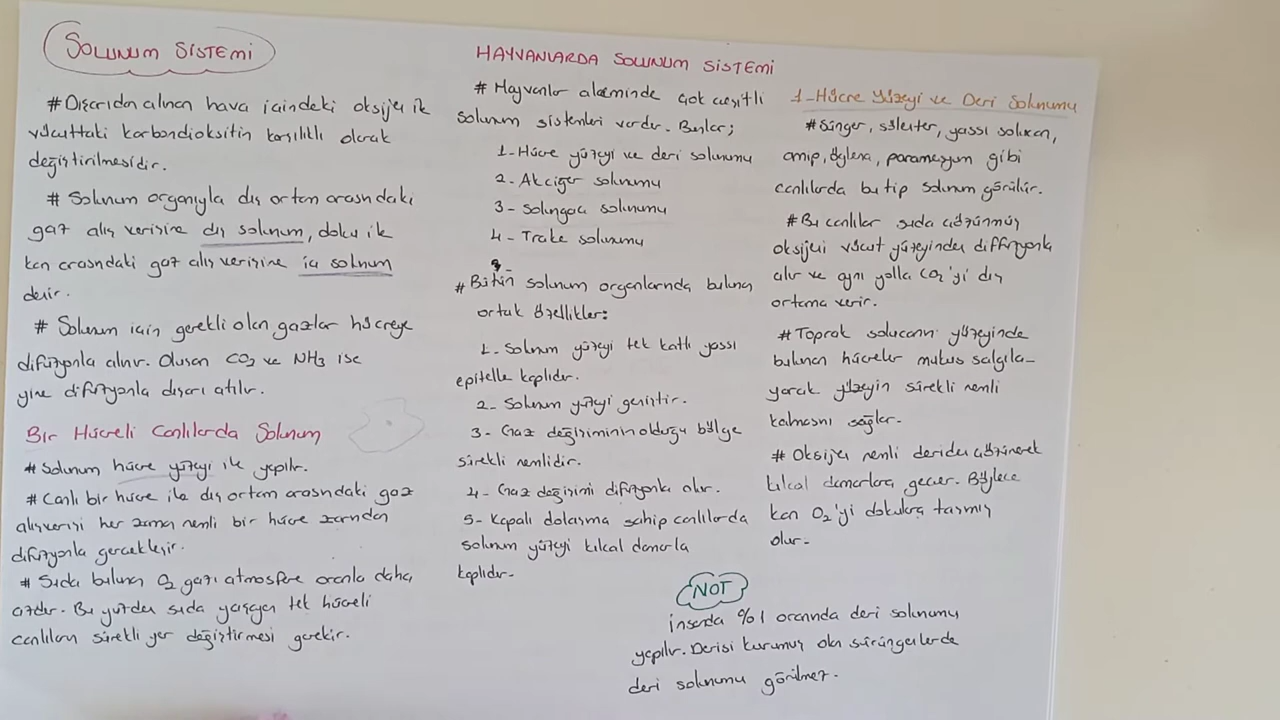 SOLUNUM SİSTEMİ
# Dışarıdan alınan hava içindeki oksijen ile
vücuttaki karbondioksitin karşılıklı olarak
değiştirilmesidir.
# Solunum organıyla dış ortam arasındaki
gaz alış verişine dış solunum, doku ile
kan arasındaki gaz alış verişine iç solunum
denir.
# Solunum için gerekli olan gazlar hücreye
difüzyonla alınır. Oluşan CO₂ ve NH3 ise
yine difüzyonla dışarı atılır.
Bir Hücreli Canlılarda Solunum
# Solunum hücre yüzeyi ile yapılır.
# Canlı bir hücre ile dış ortam arasındaki gaz
alışverişi her zaman nemli bir hücre zarından
difüzyonla gerçekleşir.
# Suda bulunan O₂ gazı atmosfere oranla daha
azdır. Bu yüzden suda yaşayan tek hücreli
canlıların sürekli yer değiştirmesi gerekir.
HAYVANLARDA SOLUNUM SİSTEMİ
# Hayvanlar aleminde çok çeşitli
solunum sistemleri vardır. Bunlar;
1- Hücre yüzeyi ve deri solunumu
2- Akciğer solunumu
3- Solungaç solunumu
4- Trake solunumu
# Bütün solunum organlarında bulunan
ortak özellikler:
1- Solunum yüzeyi tek katlı yassı
epitelle kaplıdır.
2- Solunum yüzeyi geniştir.
3- Gaz değişiminin olduğu bölge
sürekli nemlidir.
4- Gaz değişimi difüzyonla olur.
5- Kapalı dolaşıma sahip canlılarda
solunum yüzeyi kılcal damarla
kaplıdır.
1-Hücre Yüzeyi ve Deri Solunumu
# Sünger, sölenter, yassı solucan,
amip, öglena, paramesyum gibi
canlılarda bu tip solunum görülür.
# Bu canlılar suda çözünmüş
oksijeni vücut yüzeyinden diffüzyonla
alır ve aynı yolla CO₂'yi dış
ortama verir.
# Toprak solucanı yüzeyinde
bulunan hücreler mukus salgıla-
yarak yüzeyin sürekli nemli
kalmasını sağlar.
# Oksijen nemli deriden çözünerek
kılcal damarlara geçer. Böylece
kan O₂'yi dokulara taşımış
olur.
NOT
İnsanda %1 oranında deri solunumu
yapılır. Derisi kurumuş olan sürüngenlerde
deri solunumu görülmez.